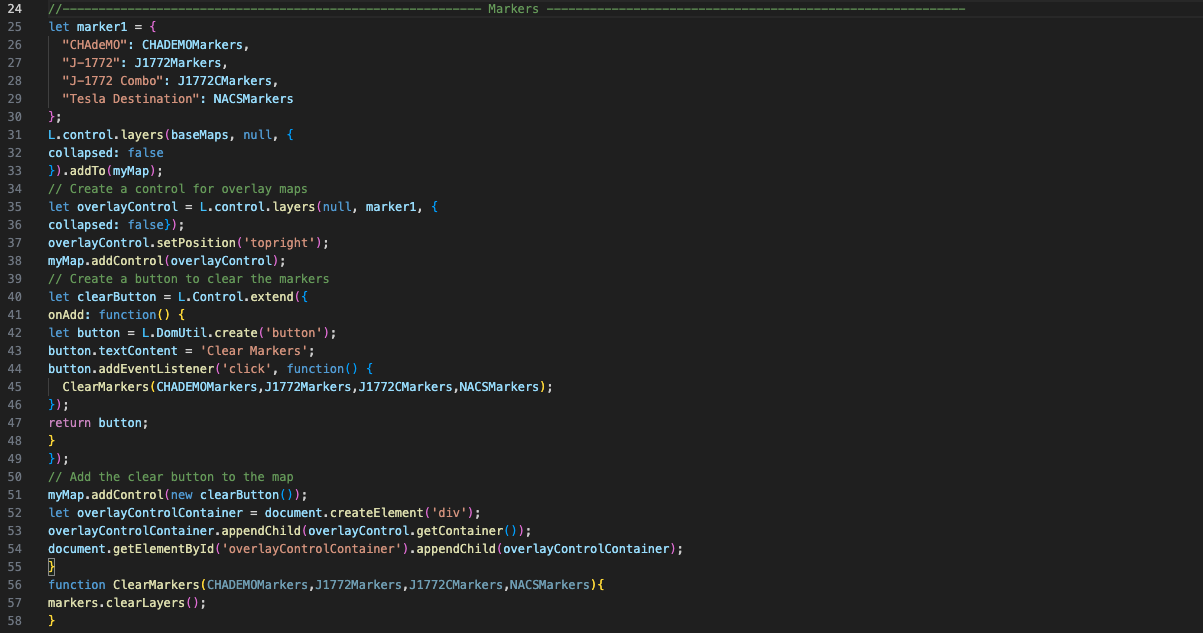 24 //---------------------------------------------------------- Markers ----------------------------------------------------------
25 let marker1 = {
26   "CHAdeMO": CHADEMOMarkers,
27   "J-1772": J1772Markers,
28   "J-1772 Combo": J1772CMarkers,
29   "Tesla Destination": NACSMarkers
30 };
31 L.control.layers(baseMaps, null, {
32 collapsed: false
33 }).addTo(myMap);
34 // Create a control for overlay maps
35 let overlayControl = L.control.layers(null, marker1, {
36 collapsed: false});
37 overlayControl.setPosition('topright');
38 myMap.addControl(overlayControl);
39 // Create a button to clear the markers
40 let clearButton = L.Control.extend({
41 onAdd: function() {
42 let button = L.DomUtil.create('button');
43 button.textContent = 'Clear Markers';
44 button.addEventListener('click', function() {
45   ClearMarkers(CHADEMOMarkers,J1772Markers,J1772CMarkers,NACSMarkers);
46 });
47 return button;
48 }
49 });
50 // Add the clear button to the map
51 myMap.addControl(new clearButton());
52 let overlayControlContainer = document.createElement('div');
53 overlayControlContainer.appendChild(overlayControl.getContainer());
54 document.getElementById('overlayControlContainer').appendChild(overlayControlContainer);
55 }
56 function ClearMarkers(CHADEMOMarkers,J1772Markers,J1772CMarkers,NACSMarkers){
57 markers.clearLayers();
58 }